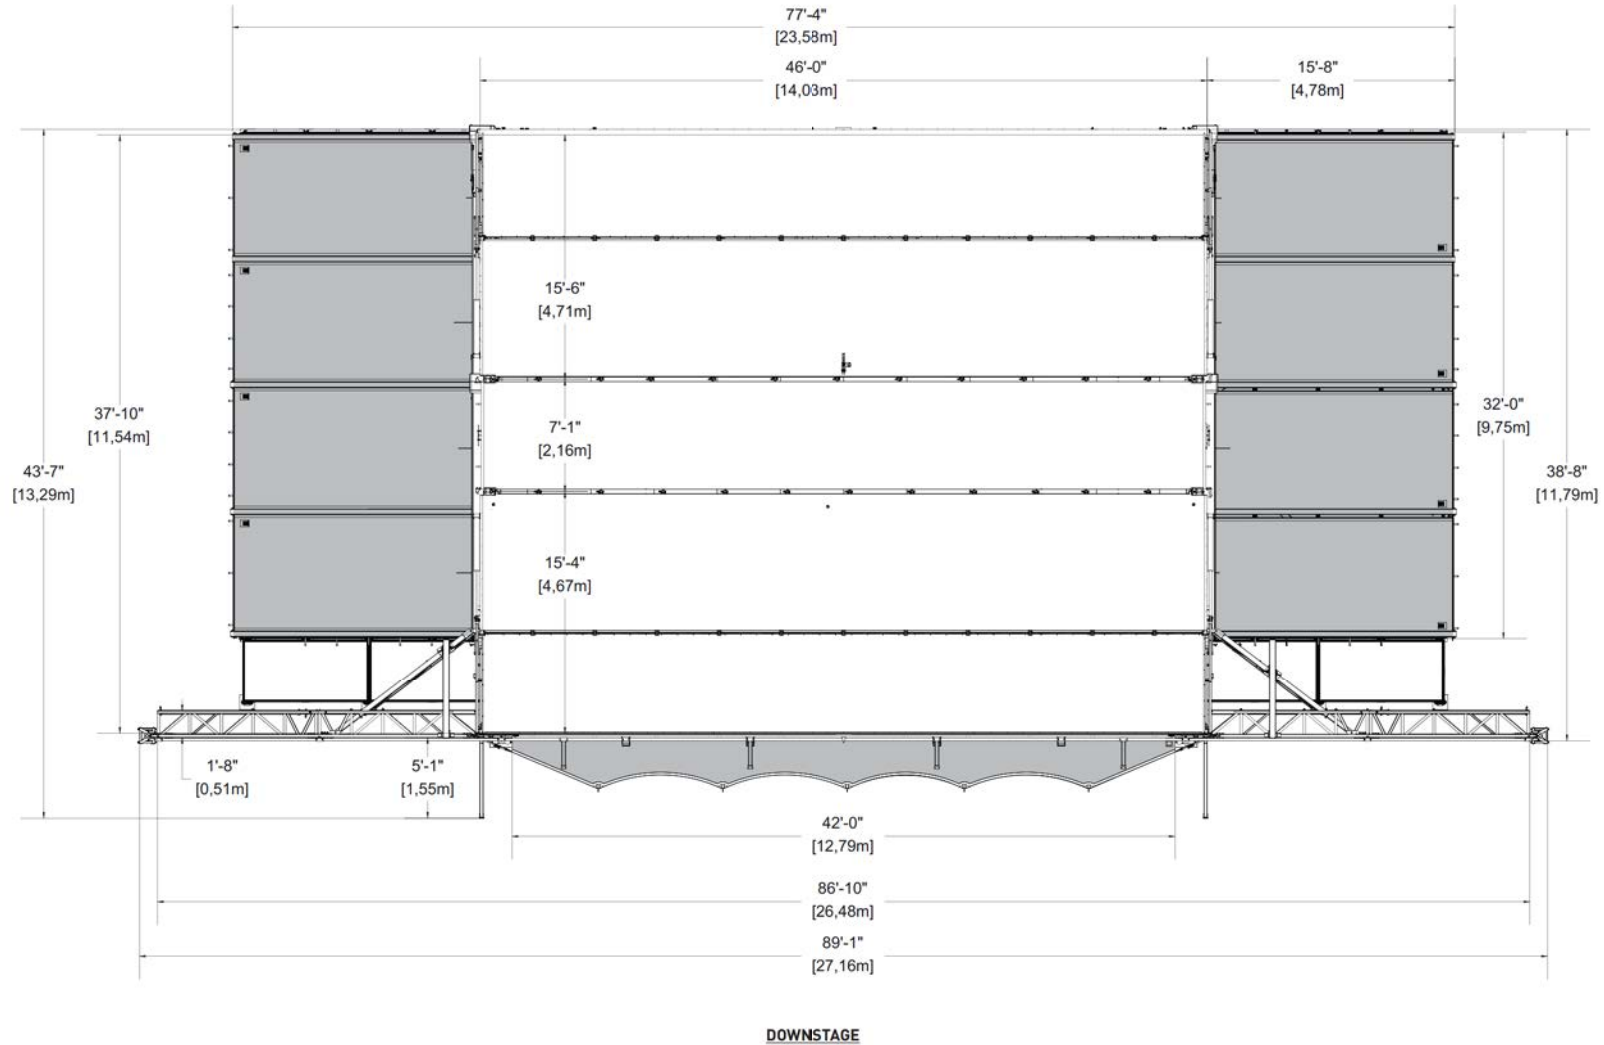 77'-4"
[23,58m]
46'-0"
[14,03m]
15'-8"
[4,78m]
15'-6"
[4,71m]
37'-10"
[11,54m]
7'-1"
[2,16m]
32'-0"
[9,75m]
43'-7"
[13,29m]
38'-8"
[11,79m]
15'-4"
[4,67m]
1'-8"
[0,51m]
5'-1"
[1,55m]
42'-0"
[12,79m]
86'-10"
[26,48m]
89'-1"
[27,16m]
DOWNSTAGE